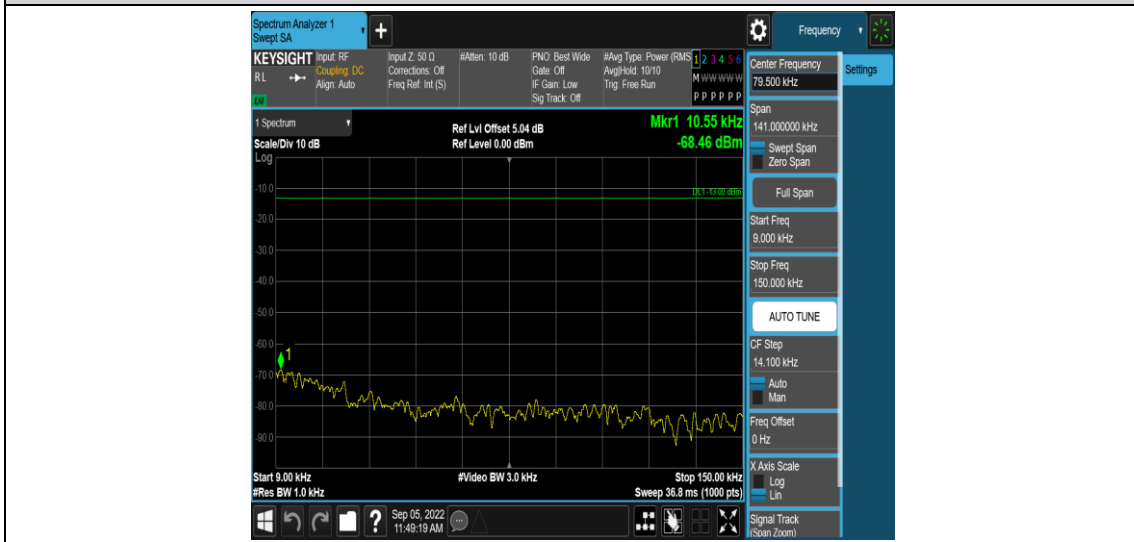 Spectrum Analyzer 1
Swept SA
+
Frequency
KEYSIGHT
RL
LXI
Input: RF
Coupling: DC
Align: Auto
Input Z: 50 Ω
Corrections: Off
Freq Ref: Int (S)
#Atten: 10 dB
PNO: Best Wide
Gate: Off
IF Gain: Low
Sig Track: Off
#Avg Type: Power (RMS
Avg|Hold: 10/10
Trig: Free Run
1 2 3 4 5 6
M W W W W W
P P P P P P
1 Spectrum
Scale/Div 10 dB
Log
Ref Lvl Offset 5.04 dB
Ref Level 0.00 dBm
Mkr1 10.55 kHz
-68.46 dBm
DL1 -13.00 dBm
-10.0
-20.0
-30.0
-40.0
-50.0
-60.0
1
-70.0
-80.0
-90.0
Start 9.00 kHz
#Res BW 1.0 kHz
#Video BW 3.0 kHz
Stop 150.00 kHz
Sweep 36.8 ms (1000 pts)
Center Frequency
79.500 kHz
Settings
Span
141.000000 kHz
Swept Span
Zero Span
Full Span
Start Freq
9.000 kHz
Stop Freq
150.000 kHz
AUTO TUNE
CF Step
14.100 kHz
Auto
Man
Freq Offset
0 Hz
X Axis Scale
Log
Lin
Signal Track
(Span Zoom)
?
Sep 05, 2022
11:49:19 AM